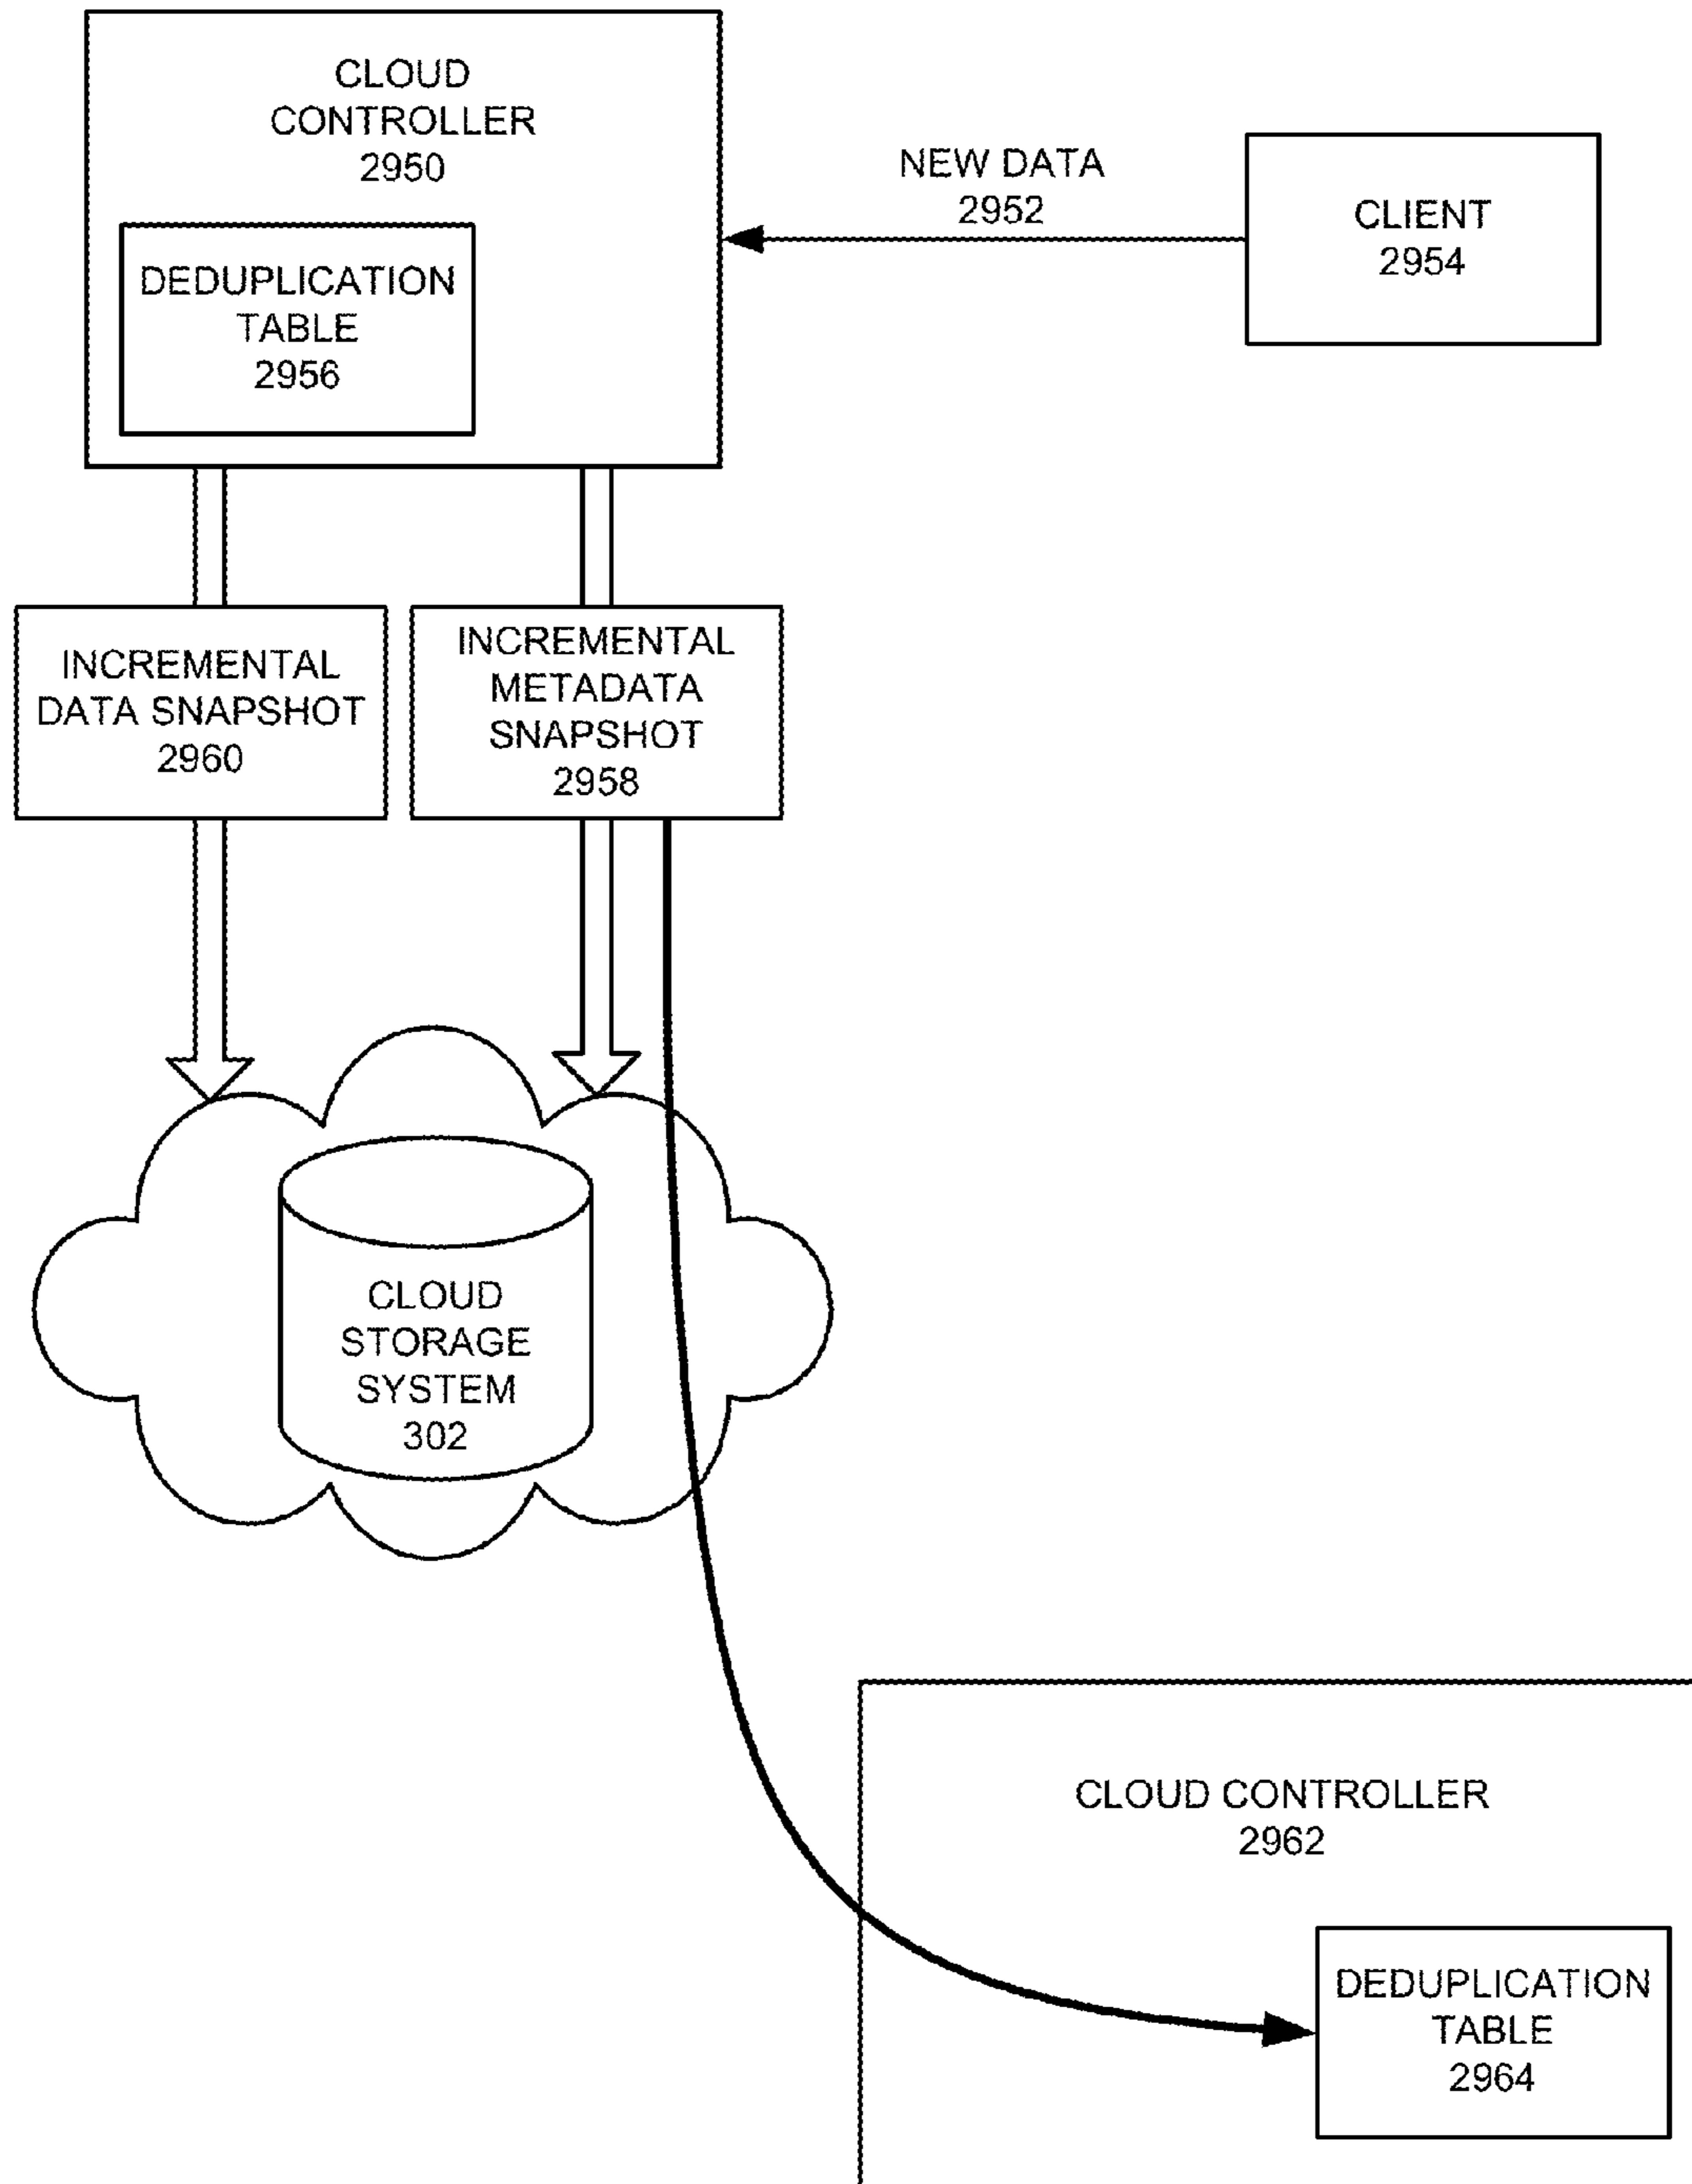 CLOUD
CONTROLLER
2950
NEW DATA
2952
CLIENT
2954
DEDUPLICATION
TABLE
2956
INCREMENTAL
DATA SNAPSHOT
2960
INCREMENTAL
METADATA
SNAPSHOT
2958
CLOUD
STORAGE
SYSTEM
302
CLOUD CONTROLLER
2962
DEDUPLICATION
TABLE
2964